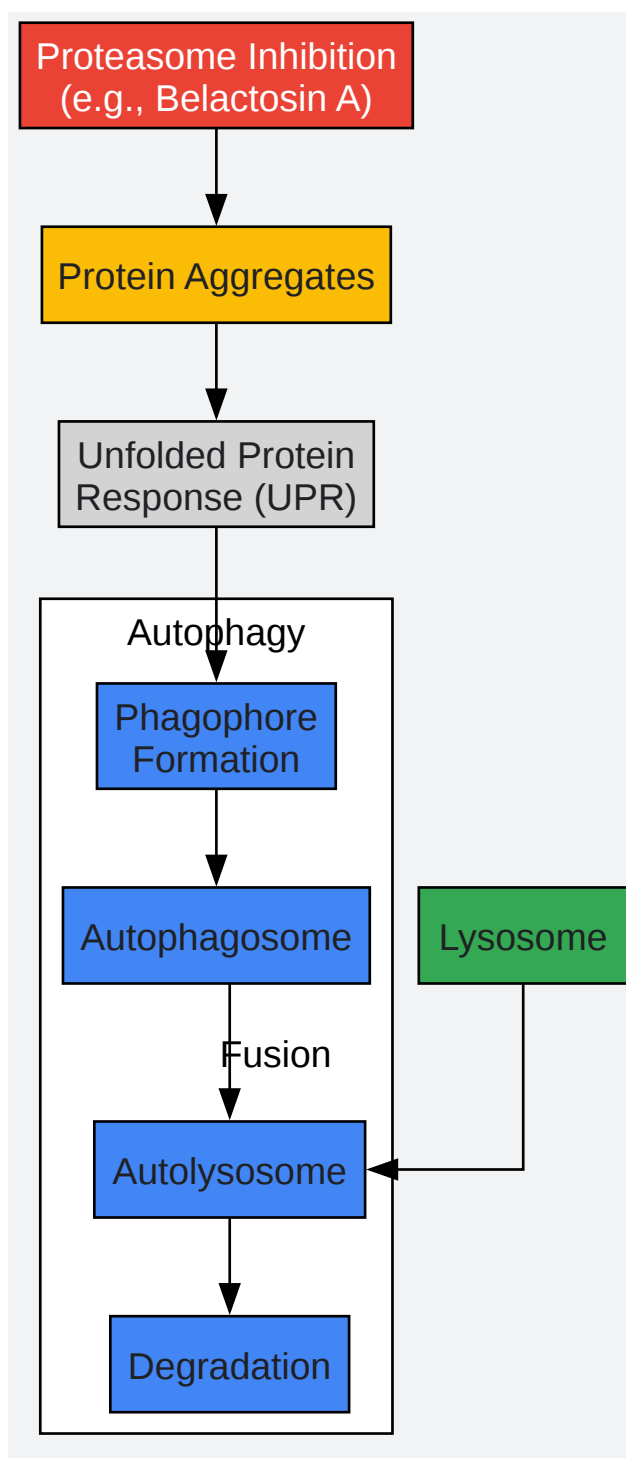 Proteasome Inhibition
(e.g., Belactosin A)
Protein Aggregates
Unfolded Protein
Response (UPR)
Autophagy
Phagophore
Formation
Autophagosome
Lysosome
Fusion
Autolysosome
Degradation